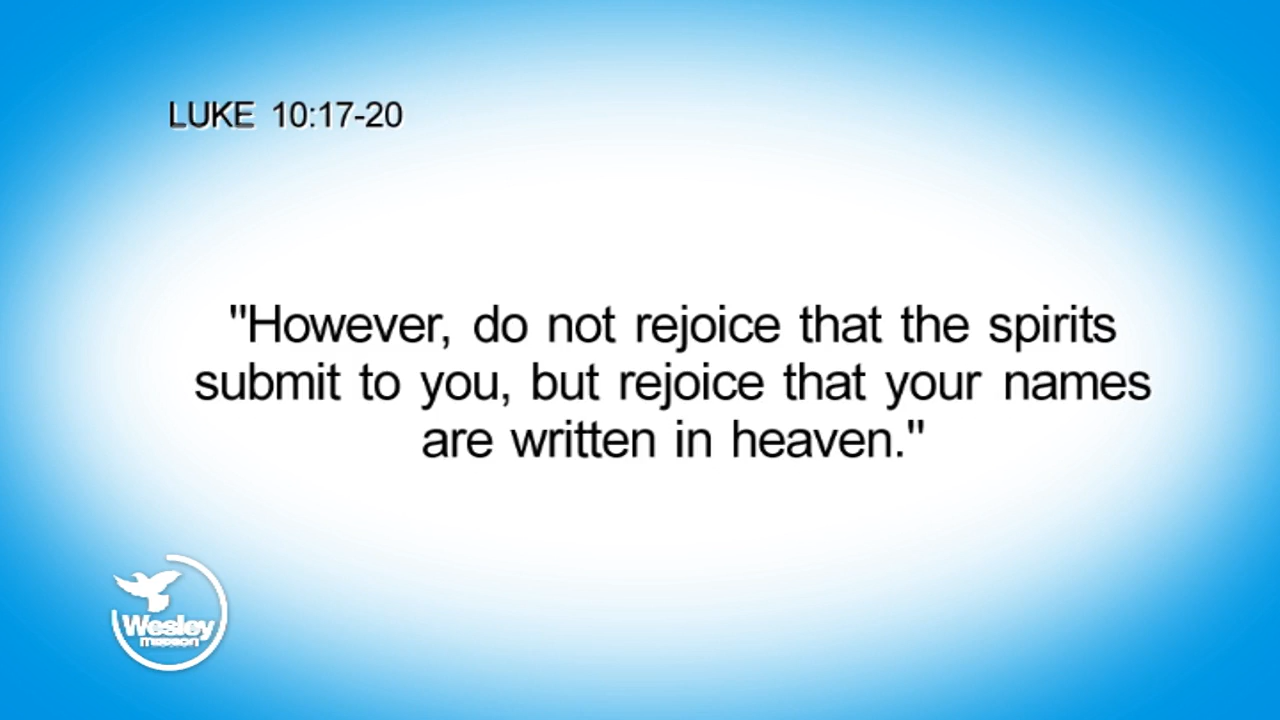 LUKE 10:17-20
"However, do not rejoice that the spirits
submit to you, but rejoice that your names
are written in heaven."
Wesley
mission